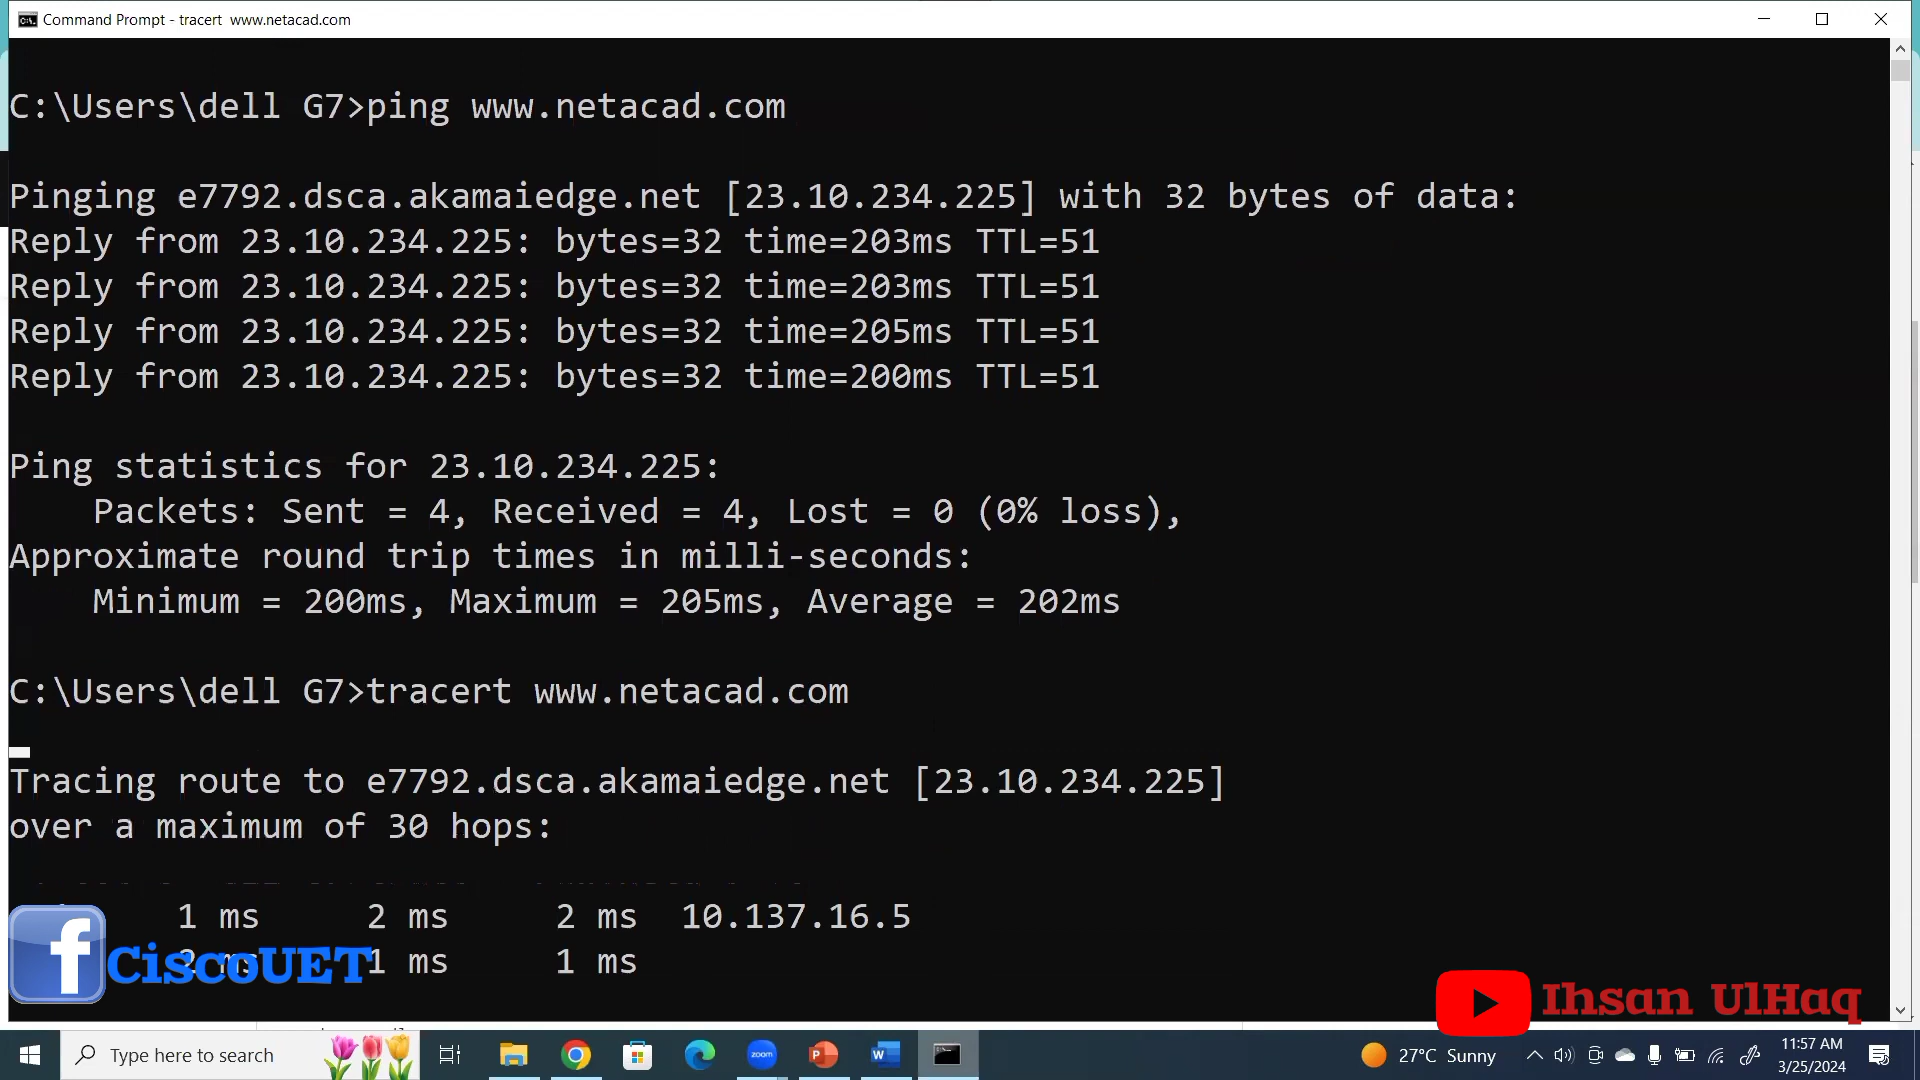 Command Prompt - tracert  www.netacad.com
C:\Users\dell G7>ping www.netacad.com
Pinging e7792.dsca.akamaiedge.net [23.10.234.225] with 32 bytes of data:
Reply from 23.10.234.225: bytes=32 time=203ms TTL=51
Reply from 23.10.234.225: bytes=32 time=203ms TTL=51
Reply from 23.10.234.225: bytes=32 time=205ms TTL=51
Reply from 23.10.234.225: bytes=32 time=200ms TTL=51
Ping statistics for 23.10.234.225:
    Packets: Sent = 4, Received = 4, Lost = 0 (0% loss),
Approximate round trip times in milli-seconds:
    Minimum = 200ms, Maximum = 205ms, Average = 202ms
C:\Users\dell G7>tracert www.netacad.com
Tracing route to e7792.dsca.akamaiedge.net [23.10.234.225]
over a maximum of 30 hops:
1 ms     2 ms     2 ms  10.137.16.5
1 ms     1 ms
CiscoUET
Ihsan UlHaq
Type here to search
zoom
27°C  Sunny
11:57 AM
3/25/2024